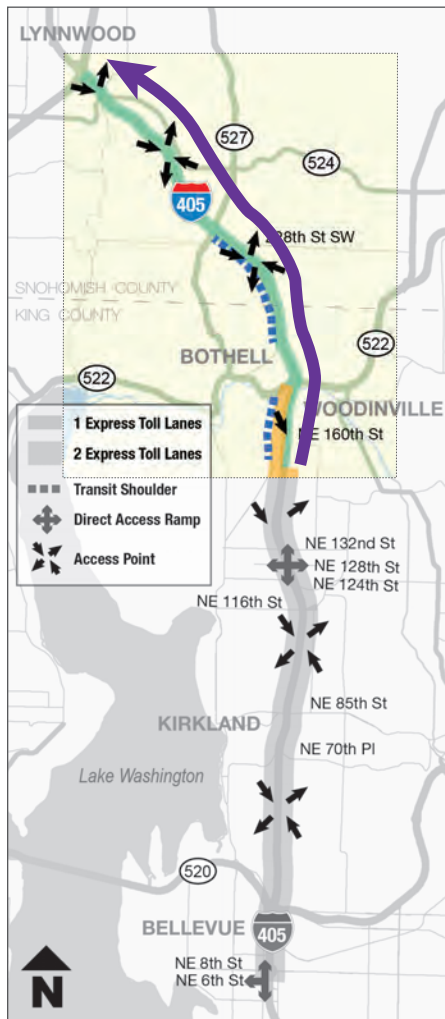 LYNNWOOD
527
524
405
SNOHOMISH COUNTY
KING COUNTY
BOTHELL
522
522
WOODINVILLE
NE 160th St
1 Express Toll Lanes
2 Express Toll Lanes
Transit Shoulder
Direct Access Ramp
Access Point
NE 132nd St
NE 128th St
NE 124th St
NE 116th St
NE 85th St
KIRKLAND
NE 70th Pl
Lake Washington
520
BELLEVUE
405
NE 8th St
NE 6th St
N